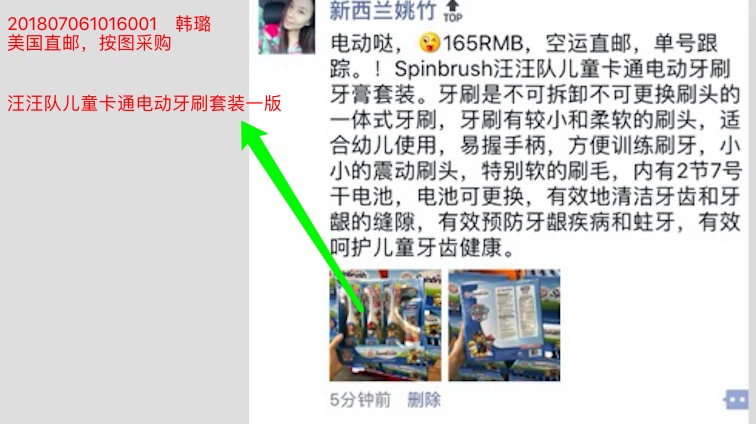 201807061016001 韩璐
美国直邮，按图采购
汪汪队儿童卡通电动牙刷套装一版
新西兰姚竹
TOP
电动哒，😜165RMB，空运直邮，单号跟
踪。！Spinbrush汪汪队儿童卡通电动牙刷
牙膏套装。牙刷是不可拆卸不可更换刷头的
一体式牙刷，牙刷有较小和柔软的刷头，适
合幼儿使用，易握手柄，方便训练刷牙，小
小的震动刷头，特别软的刷毛，内有2节7号
干电池，电池可更换，有效地清洁牙齿和牙
龈的缝隙，有效预防牙龈疾病和蛀牙，有效
呵护儿童牙齿健康。
5分钟前 删除